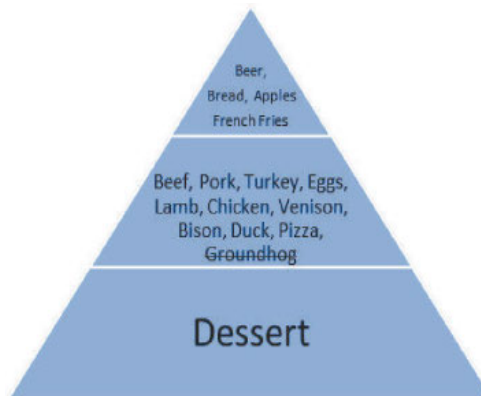 Beer,
Bread, Apples
French Fries
Beef, Pork, Turkey, Eggs,
Lamb, Chicken, Venison,
Bison, Duck, Pizza,
Groundhog
Dessert